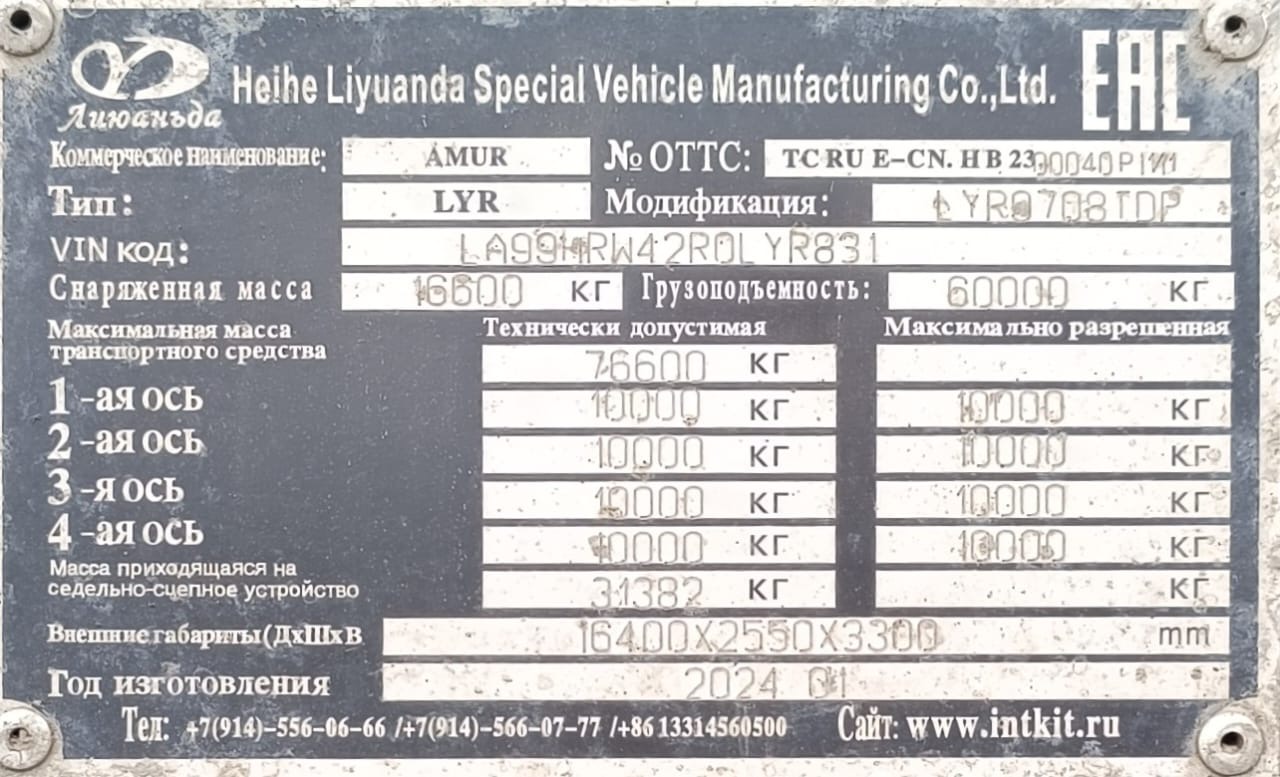 Лиюаньда Heihe Liyuanda Special Vehicle Manufacturing Co.,Ltd. EAC
Коммерческое наименование: AMUR № ОТТС: TC RU E-CN. H B 23.
Тип: LYR Модификация:
VIN код: LA99HRW42R0LYR831
Снаряженная масса 16600 кг Грузоподъемность: 60000 кг
Технически допустимая Максимально разрешенная
Максимальная масса
транспортного средства 76600 кг
1 -ая ось 10000 кг 10000 кг
2 -ая ось 10000 кг 10000 кг
3 -я ось 10000 кг 10000 кг
4 -ая ось 10000 кг 10000 кг
Масса приходящаяся на
седельно-сцепное устройство 31382 кг кг
Внешние габариты(ДхШхВ 16400X2550X3300 mm
Год изготовления 2024 01
Тел: +7(914)-556-06-66 /+7(914)-566-07-77 /+86 13314560500 Сайт: www.intkit.ru